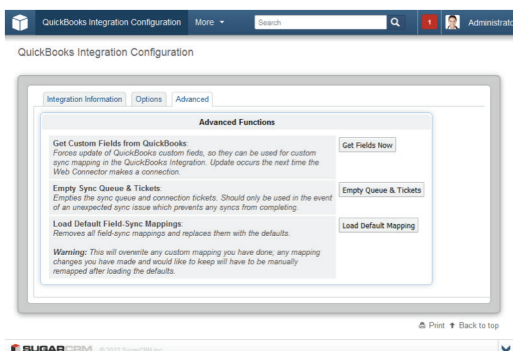 QuickBooks Integration Configuration More Search 1 Administrato
QuickBooks Integration Configuration
Integration Information Options Advanced
Advanced Functions
Get Custom Fields from QuickBooks: Get Fields Now
Forces update of QuickBooks custom fieds, so they can be used for custom
sync mapping in the QuickBooks Integration. Update occurs the next time the
Web Connector makes a connection.
Empty Sync Queue & Tickets: Empty Queue & Tickets
Empties the sync queue and connection tickets. Should only be used in the event
of an unexpected sync issue which prevents any syncs from completing.
Load Default Field-Sync Mappings: Load Default Mapping
Removes all field-sync mappings and replaces them with the defaults.
Warning: This will overwrite any custom mapping you have done; any mapping
changes you have made and would like to keep will have to be manually
remapped after loading the defaults.
Print Back to top
SUGARCRM